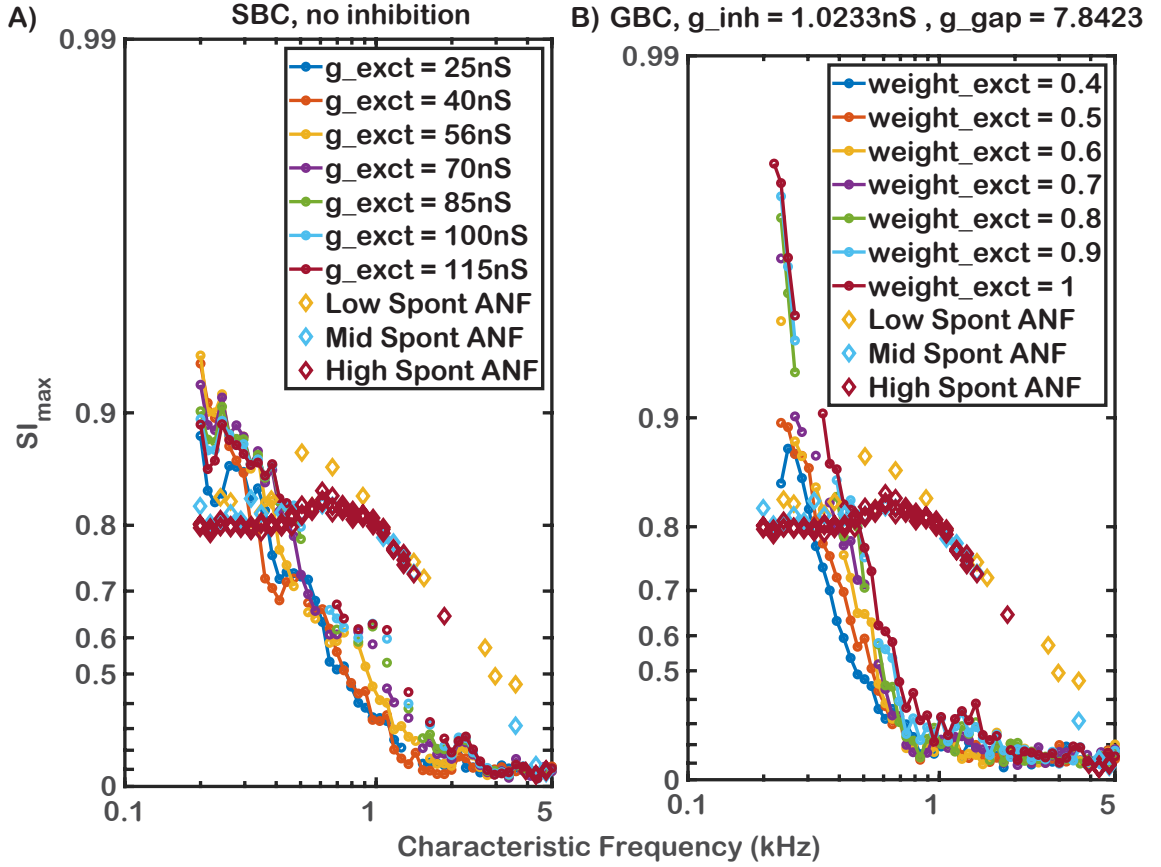 A) SBC, no inhibition
0.99
0.9
0.8
0.7
0.6
0.5
0
SI_max
g_exct = 25nS
g_exct = 40nS
g_exct = 56nS
g_exct = 70nS
g_exct = 85nS
g_exct = 100nS
g_exct = 115nS
Low Spont ANF
Mid Spont ANF
High Spont ANF
0.1
1
5
B) GBC, g_inh = 1.0233nS , g_gap = 7.8423
0.99
0.9
0.8
0.7
0.6
0.5
0
weight_exct = 0.4
weight_exct = 0.5
weight_exct = 0.6
weight_exct = 0.7
weight_exct = 0.8
weight_exct = 0.9
weight_exct = 1
Low Spont ANF
Mid Spont ANF
High Spont ANF
0.1
1
5
Characteristic Frequency (kHz)